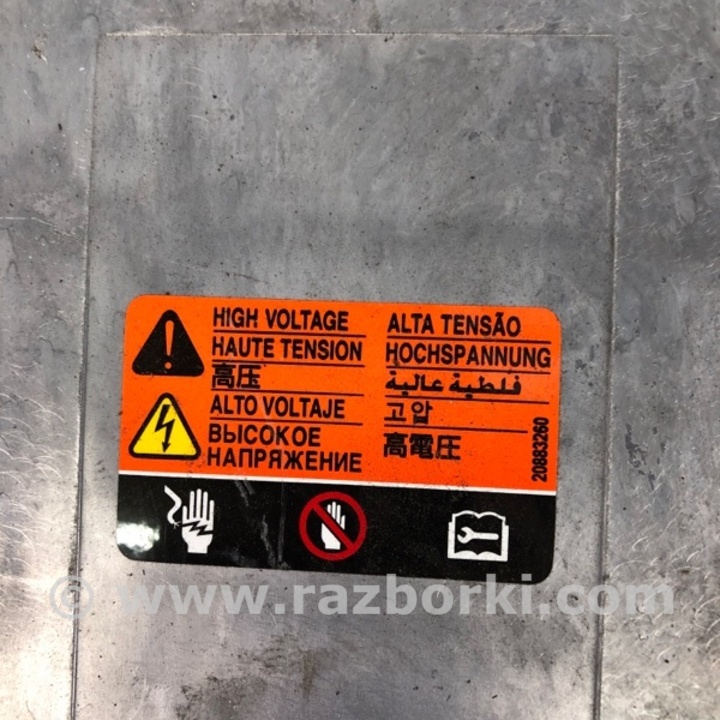 HIGH VOLTAGE
HAUTE TENSION
高压
ALTO VOLTAJE
ВЫСОКОЕ
НАПРЯЖЕНИЕ
ALTA TENSÃO
HOCHSPANNUNG
فلطية عالية
고압
高電圧
20883260
© www.razborki.com